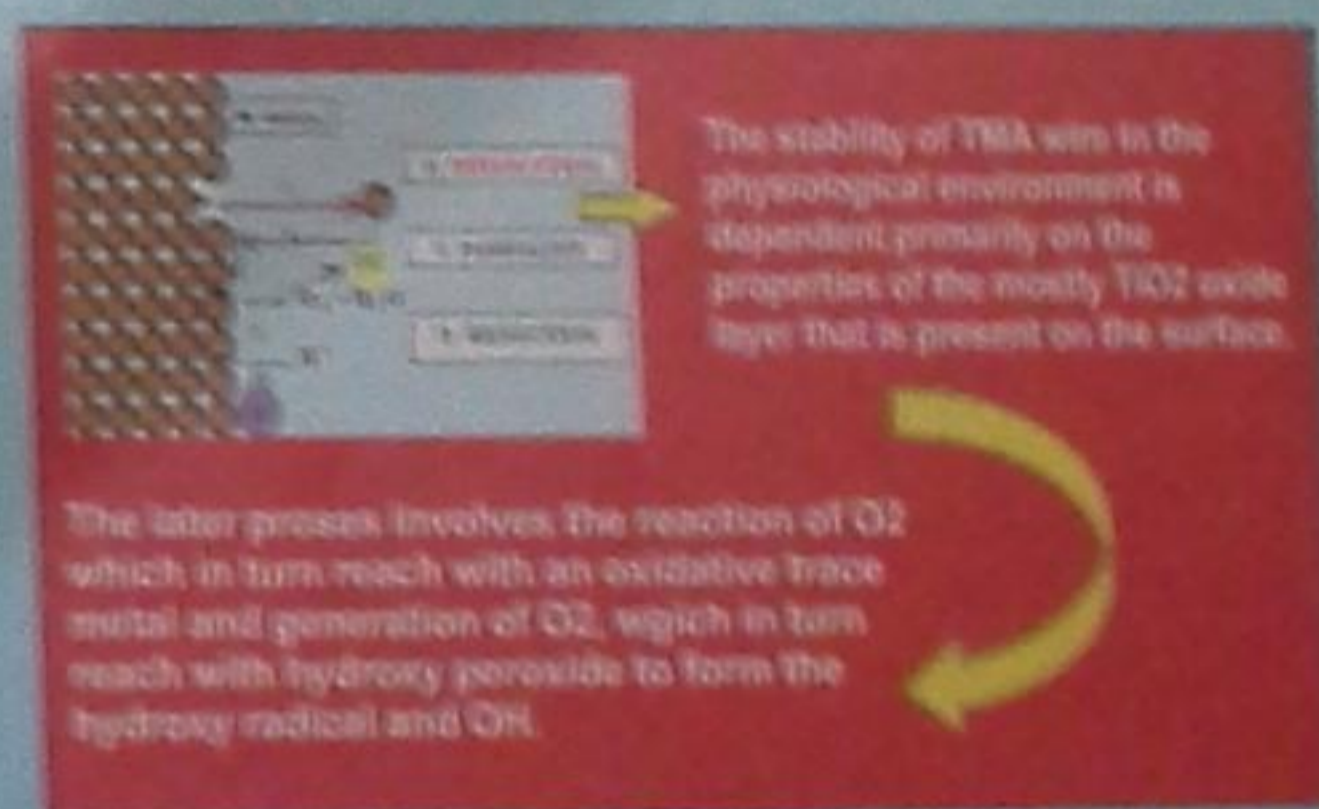 The stability of TMA wire in the
physiological environment is
dependent primarily on the
properties of the mostly TiO2 oxide
layer that is present on the surface.
The later proses involves the reaction of O2
which in turn reach with an oxidative trace
metal and generation of O2, wgich in turn
reach with hydroxy peroxide to form the
hydroxy radical and OH.